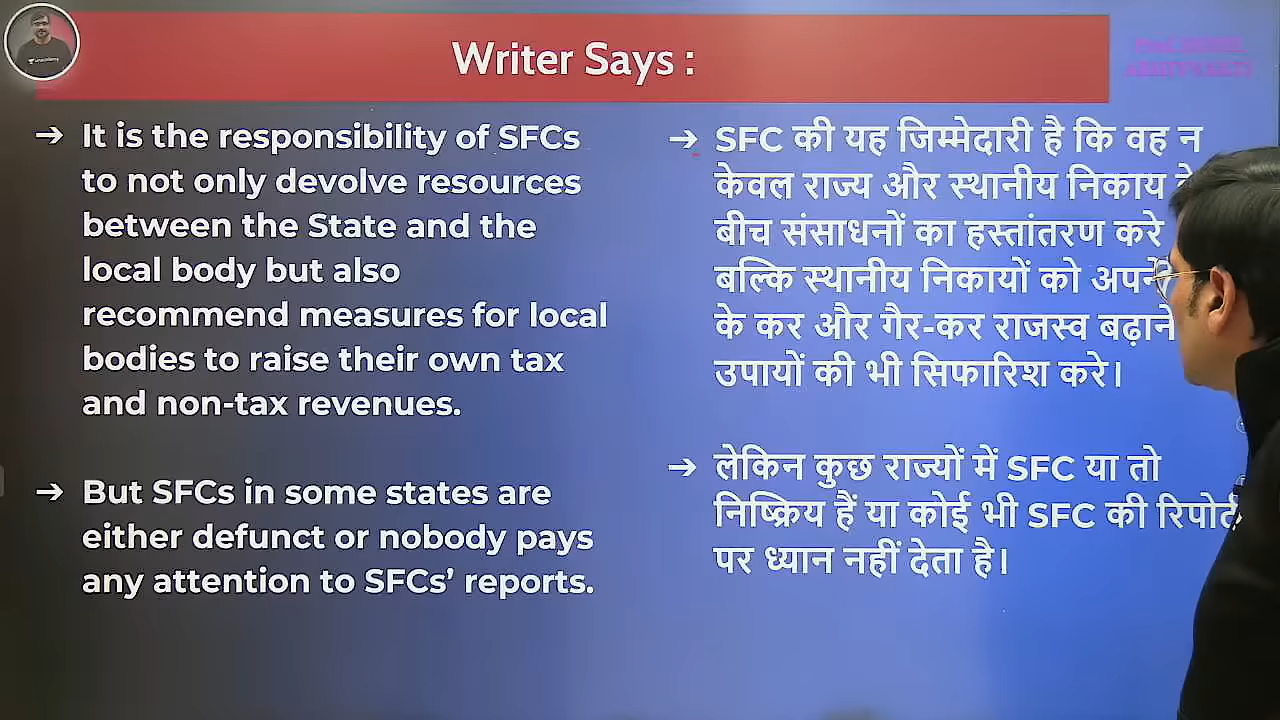 Writer Says :
→ It is the responsibility of SFCs
to not only devolve resources
between the State and the
local body but also
recommend measures for local
bodies to raise their own tax
and non-tax revenues.
→ But SFCs in some states are
either defunct or nobody pays
any attention to SFCs’ reports.
→ SFC की यह जिम्मेदारी है कि वह न
केवल राज्य और स्थानीय निकाय
बीच संसाधनों का हस्तांतरण करे
बल्कि स्थानीय निकायों को अपने
के कर और गैर-कर राजस्व बढ़ाने
उपायों की भी सिफारिश करे।
→ लेकिन कुछ राज्यों में SFC या तो
निष्क्रिय हैं या कोई भी SFC की रिपोर्ट
पर ध्यान नहीं देता है।